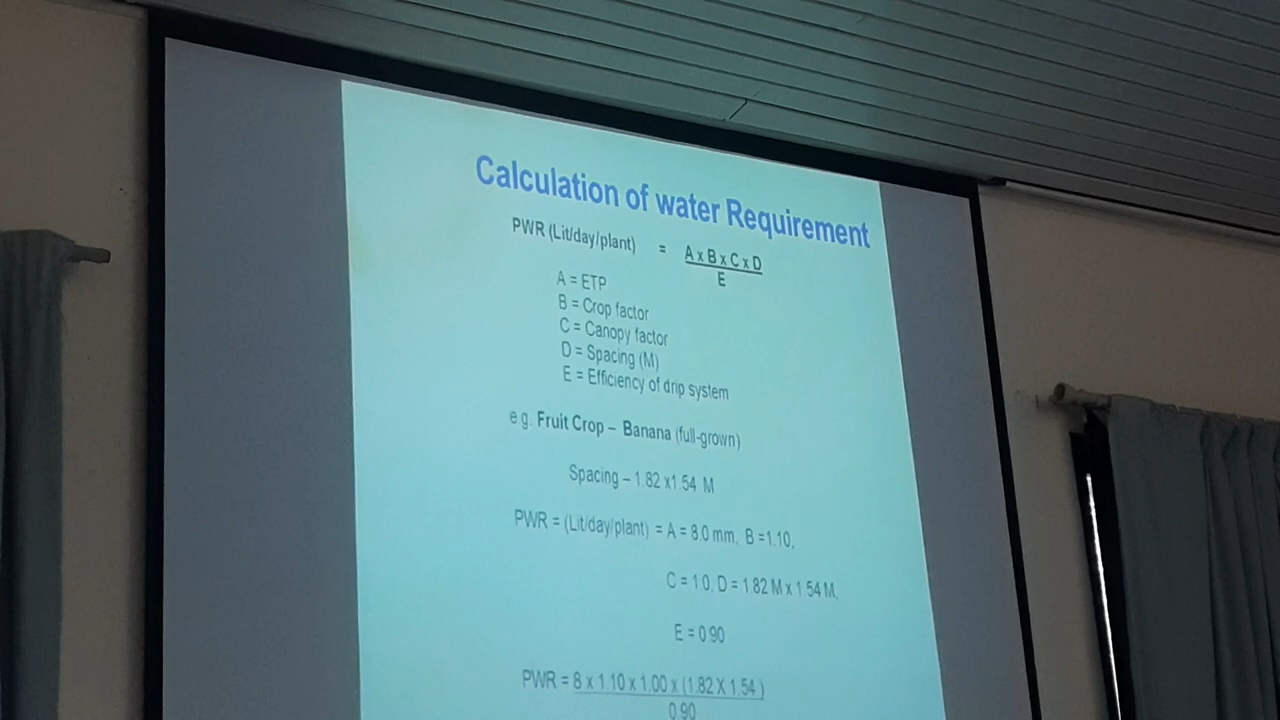 Calculation of water Requirement
PWR (Lit/day/plant) = A x B x C x D
E
A = ETP
B = Crop factor
C = Canopy factor
D = Spacing (M)
E = Efficiency of drip system
e.g. Fruit Crop – Banana (full-grown)
Spacing – 1.82 x1.54 M
PWR = (Lit/day/plant) = A = 8.0 mm, B =1.10,
C = 1.0, D = 1.82 M x 1.54 M,
E = 0.90
PWR = 8 x 1.10 x 1.00 x (1.82 X 1.54 )
0.90